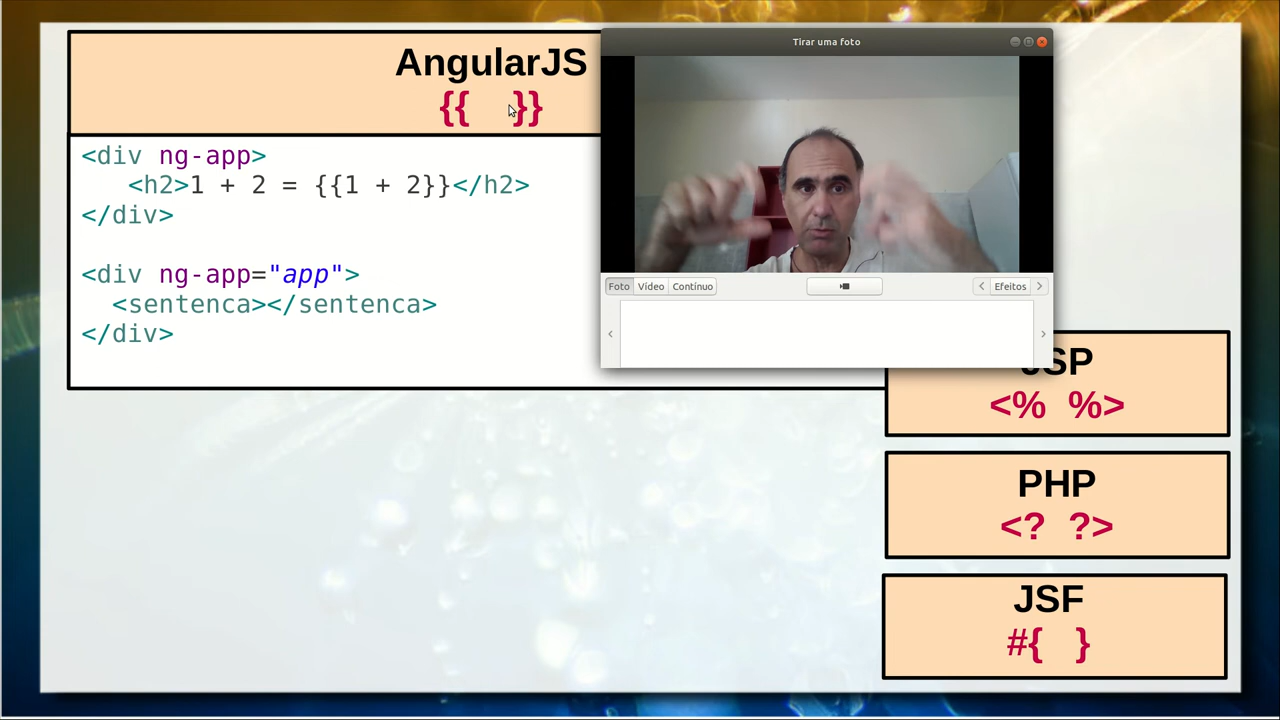 AngularJS
{{ }}
<div ng-app>
<h2>1 + 2 = {{1 + 2}}</h2>
</div>
<div ng-app="app">
<sentenca></sentenca>
</div>
Tirar uma foto
Foto Vídeo Contínuo
Efeitos
JSP
<% %>
PHP
<? ?>
JSF
#{ }